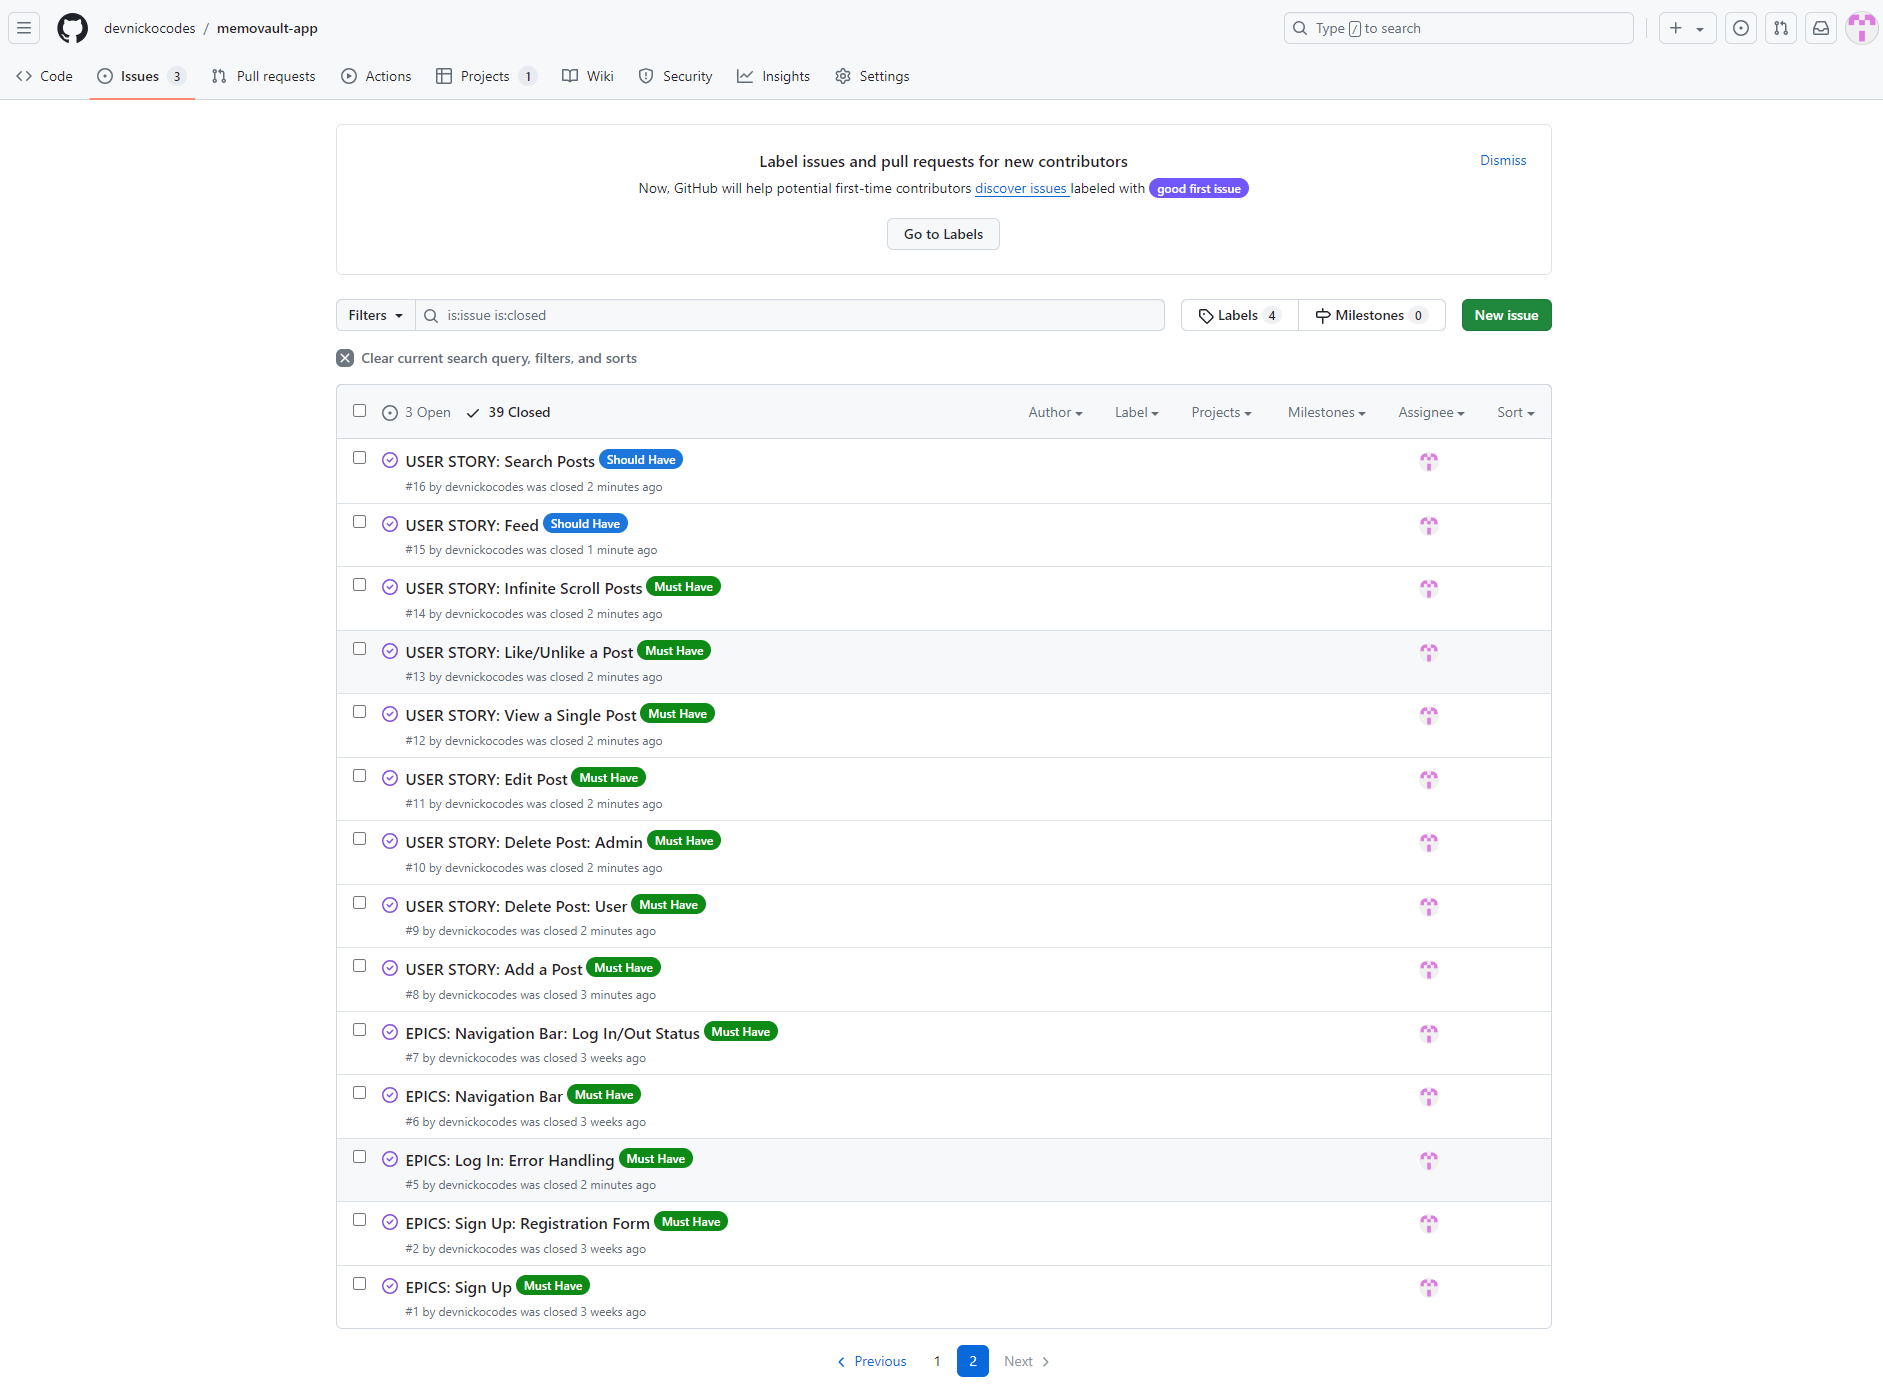 devnickocodes / memovault-app
Type / to search
Code Issues 3 Pull requests Actions Projects 1 Wiki Security Insights Settings
Label issues and pull requests for new contributors
Dismiss
Now, GitHub will help potential first-time contributors discover issues labeled with good first issue
Go to Labels
Filters is:issue is:closed Labels 4 Milestones 0 New issue
Clear current search query, filters, and sorts
3 Open 39 Closed Author Label Projects Milestones Assignee Sort
USER STORY: Search Posts Should Have
#16 by devnickocodes was closed 2 minutes ago
USER STORY: Feed Should Have
#15 by devnickocodes was closed 1 minute ago
USER STORY: Infinite Scroll Posts Must Have
#14 by devnickocodes was closed 2 minutes ago
USER STORY: Like/Unlike a Post Must Have
#13 by devnickocodes was closed 2 minutes ago
USER STORY: View a Single Post Must Have
#12 by devnickocodes was closed 2 minutes ago
USER STORY: Edit Post Must Have
#11 by devnickocodes was closed 2 minutes ago
USER STORY: Delete Post: Admin Must Have
#10 by devnickocodes was closed 2 minutes ago
USER STORY: Delete Post: User Must Have
#9 by devnickocodes was closed 2 minutes ago
USER STORY: Add a Post Must Have
#8 by devnickocodes was closed 3 minutes ago
EPICS: Navigation Bar: Log In/Out Status Must Have
#7 by devnickocodes was closed 3 weeks ago
EPICS: Navigation Bar Must Have
#6 by devnickocodes was closed 3 weeks ago
EPICS: Log In: Error Handling Must Have
#5 by devnickocodes was closed 2 minutes ago
EPICS: Sign Up: Registration Form Must Have
#2 by devnickocodes was closed 3 weeks ago
EPICS: Sign Up Must Have
#1 by devnickocodes was closed 3 weeks ago
Previous 1 2 Next